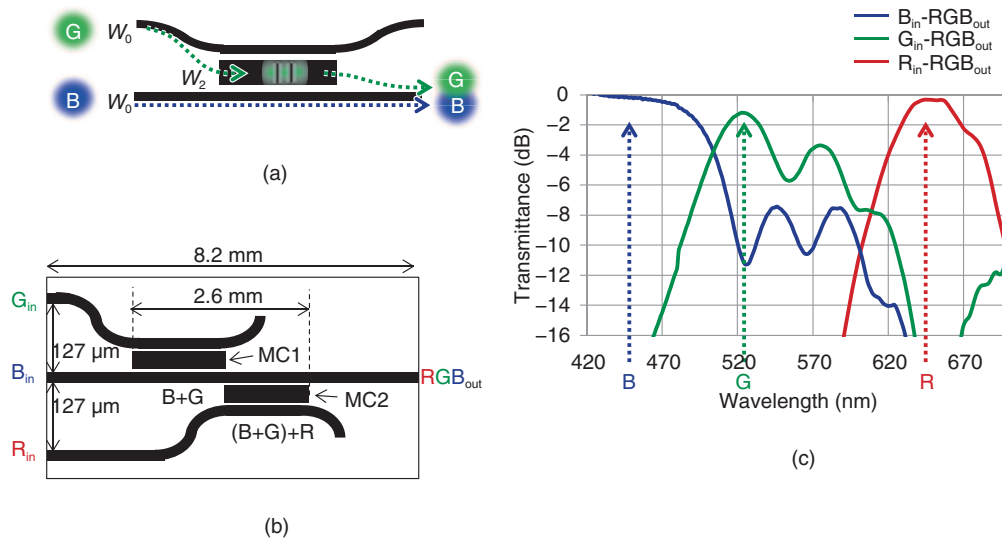 G
W₀
W₂
G
B
W₀
B
(a)
8.2 mm
2.6 mm
Gᵢₙ
127 μm
MC1
Bᵢₙ
RGBₒᵤₜ
B+G
MC2
127 μm
(B+G)+R
Rᵢₙ
(b)
Bᵢₙ-RGBₒᵤₜ
Gᵢₙ-RGBₒᵤₜ
Rᵢₙ-RGBₒᵤₜ
Transmittance (dB)
0
−2
−4
−6
−8
−10
−12
−14
−16
420 470 520 570 620 670
B G R
Wavelength (nm)
(c)